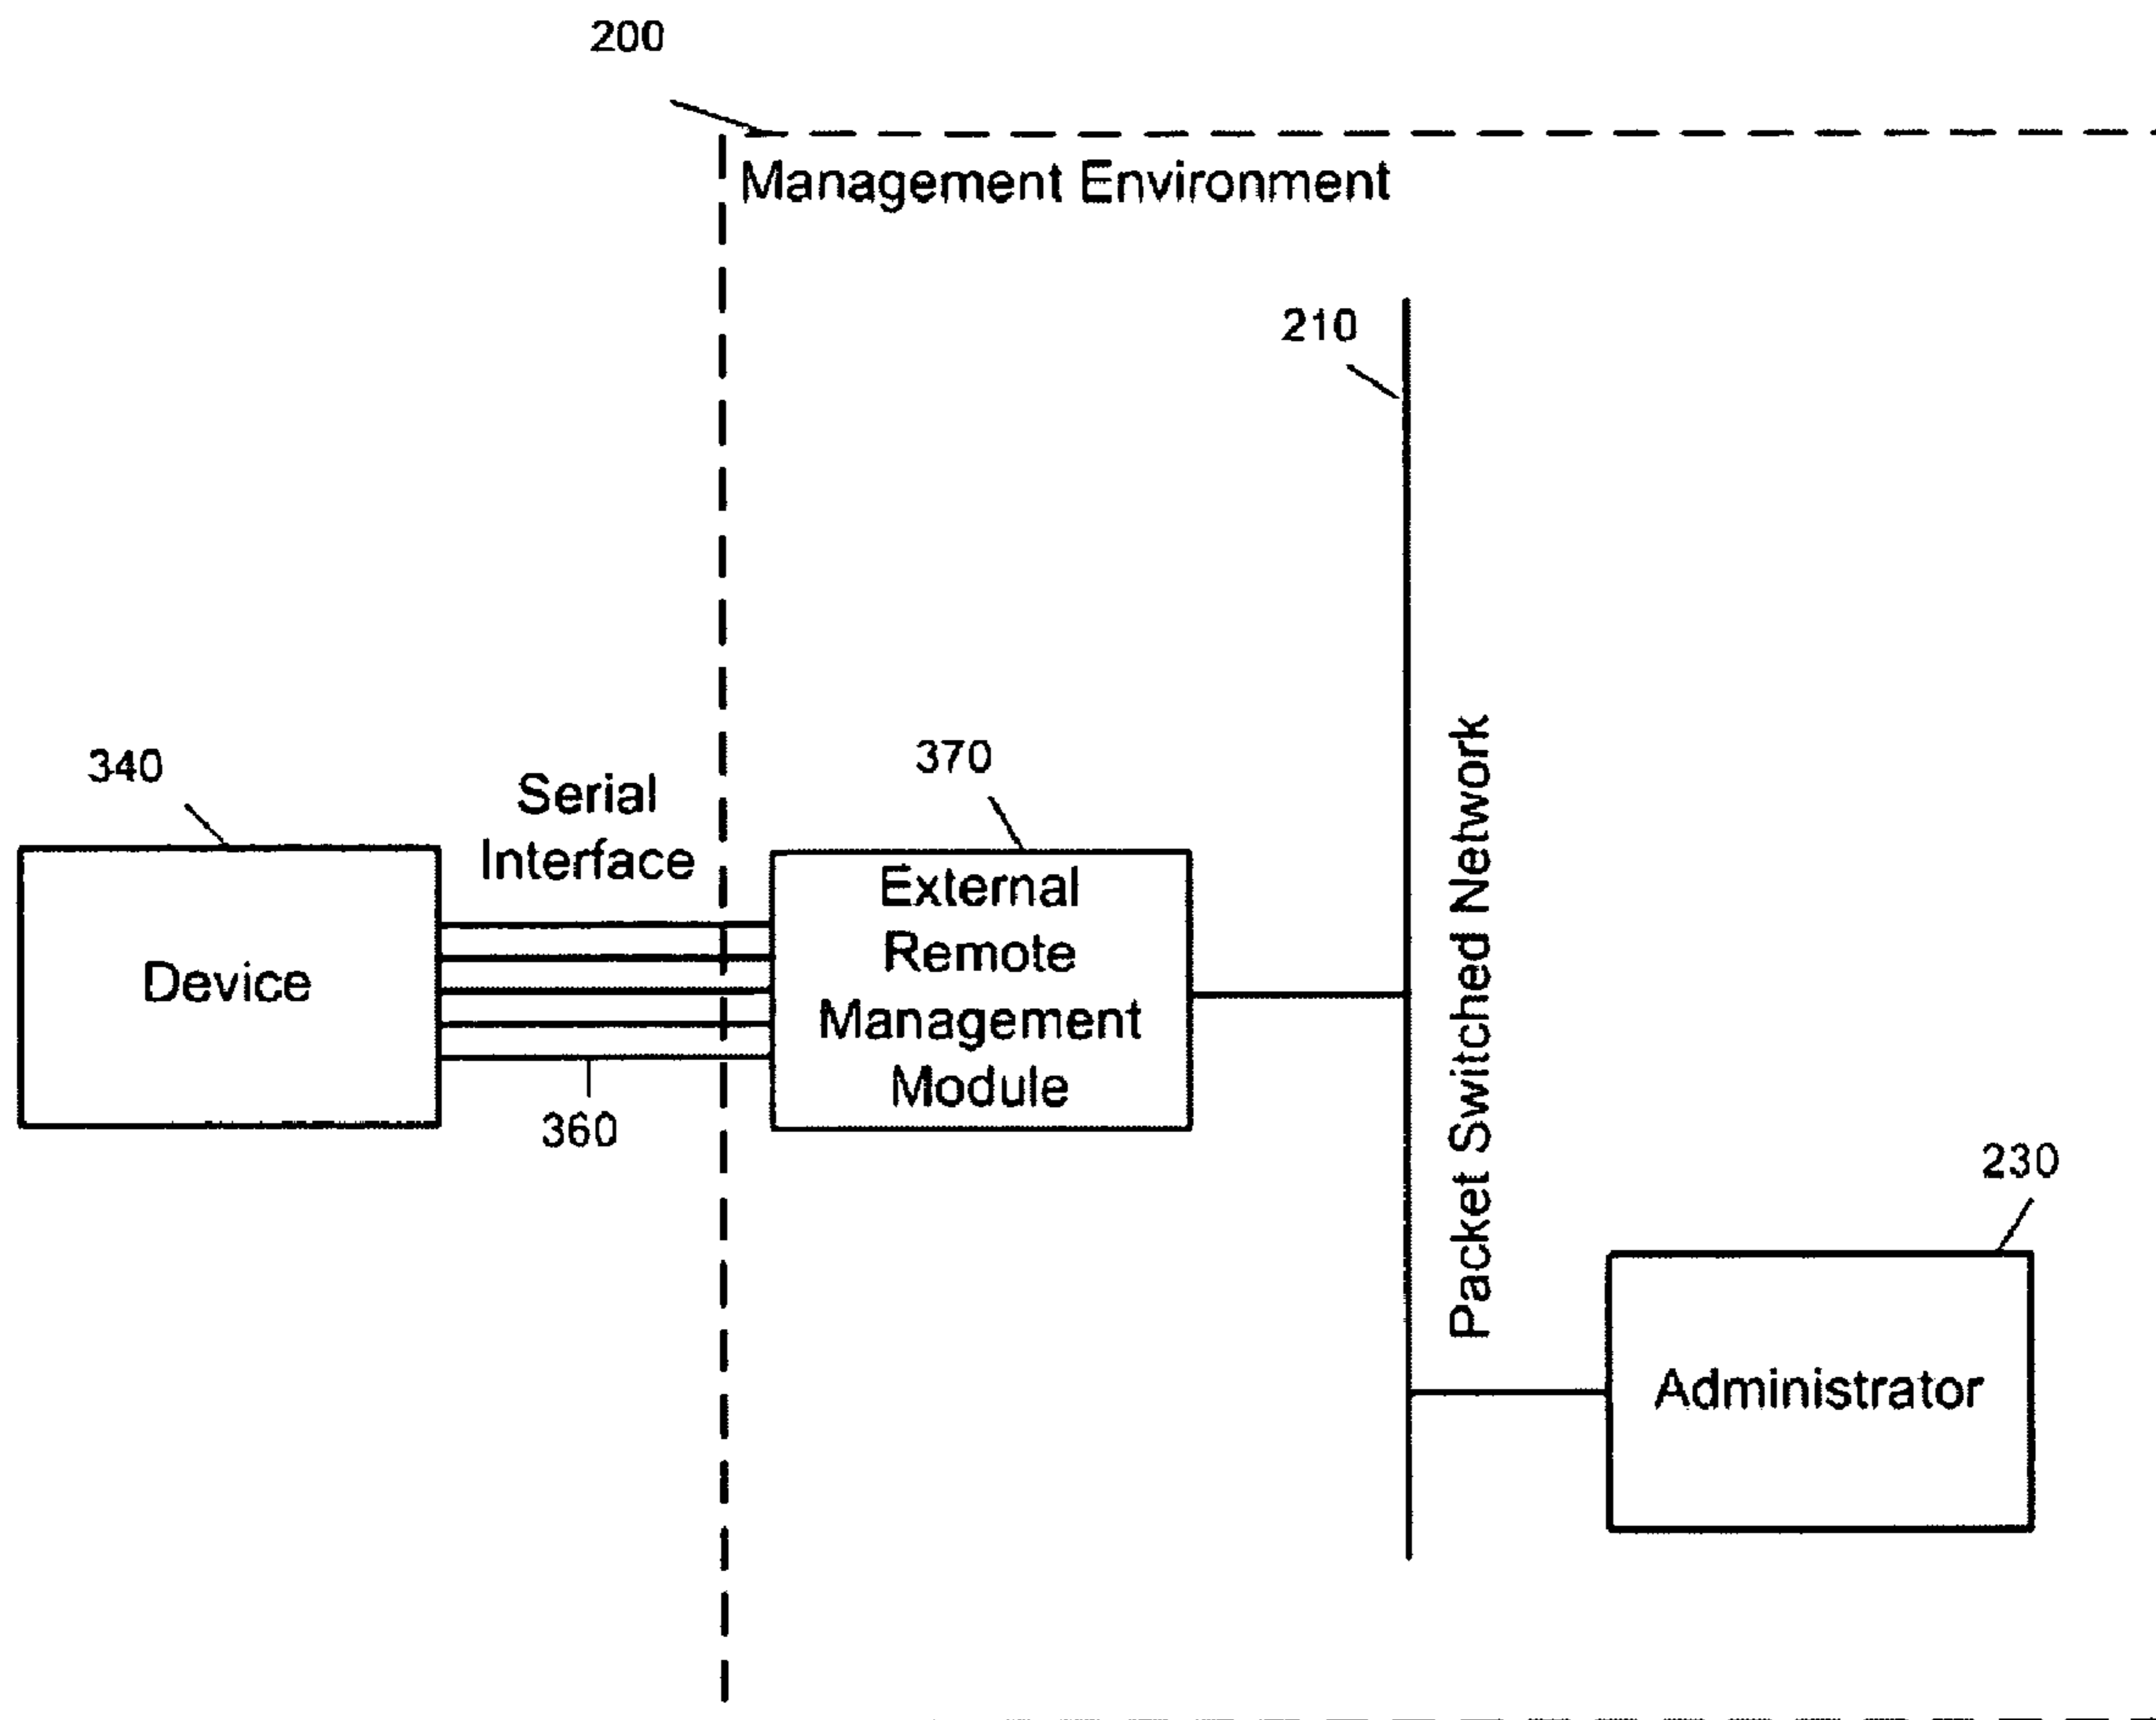 200
Management Environment
210
Packet Switched Network
340
Serial
Interface
370
Device
External
Remote
Management
Module
360
230
Administrator